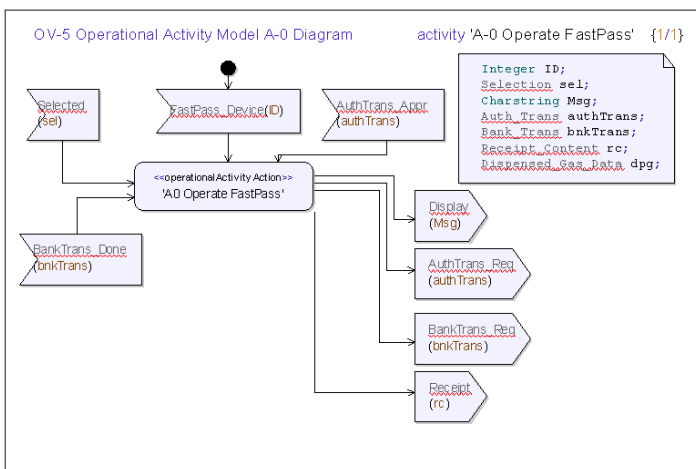 OV-5 Operational Activity Model A-0 Diagram
activity 'A-0 Operate FastPass' {1/1}
Integer ID;
Selection sel;
Charstring Msg;
Auth_Trans authTrans;
Bank_Trans bnkTrans;
Receipt_Content rc;
Dispensed_Gas_Data dpg;
Selected
(sel)
FastPass_Device(ID)
AuthTrans_Appr
(authTrans)
<<operationalActivity Action>>
'A0 Operate FastPass'
BankTrans_Done
(bnkTrans)
Display
(Msg)
AuthTrans_Req
(authTrans)
BankTrans_Req
(bnkTrans)
Receipt
(rc)